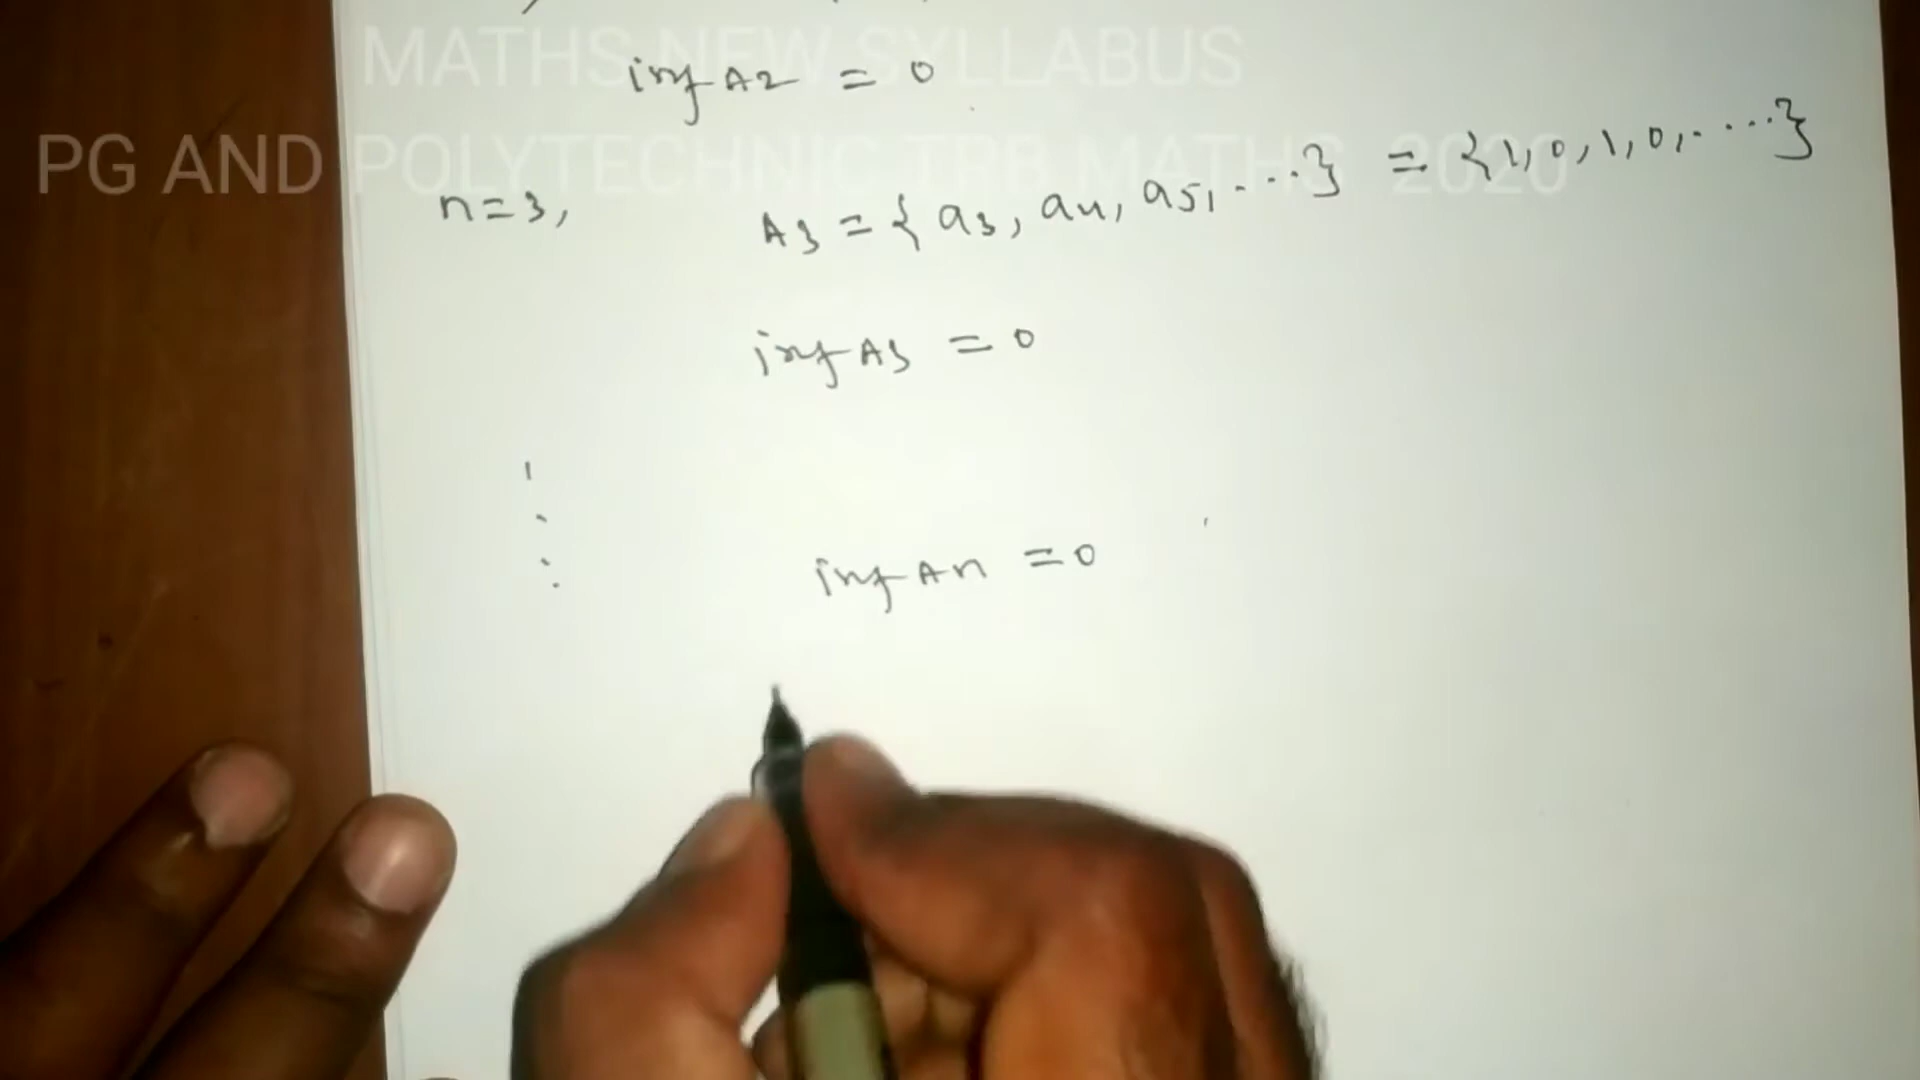 MATHS NEW SYLLABUS
inf A2 = 0
PG AND POLYTECHNIC TRB MATHS 2020
n=3, A3 = { a3, a4, a5, ....} = {1,0,1,0, .....}
inf A3 = 0
inf An = 0